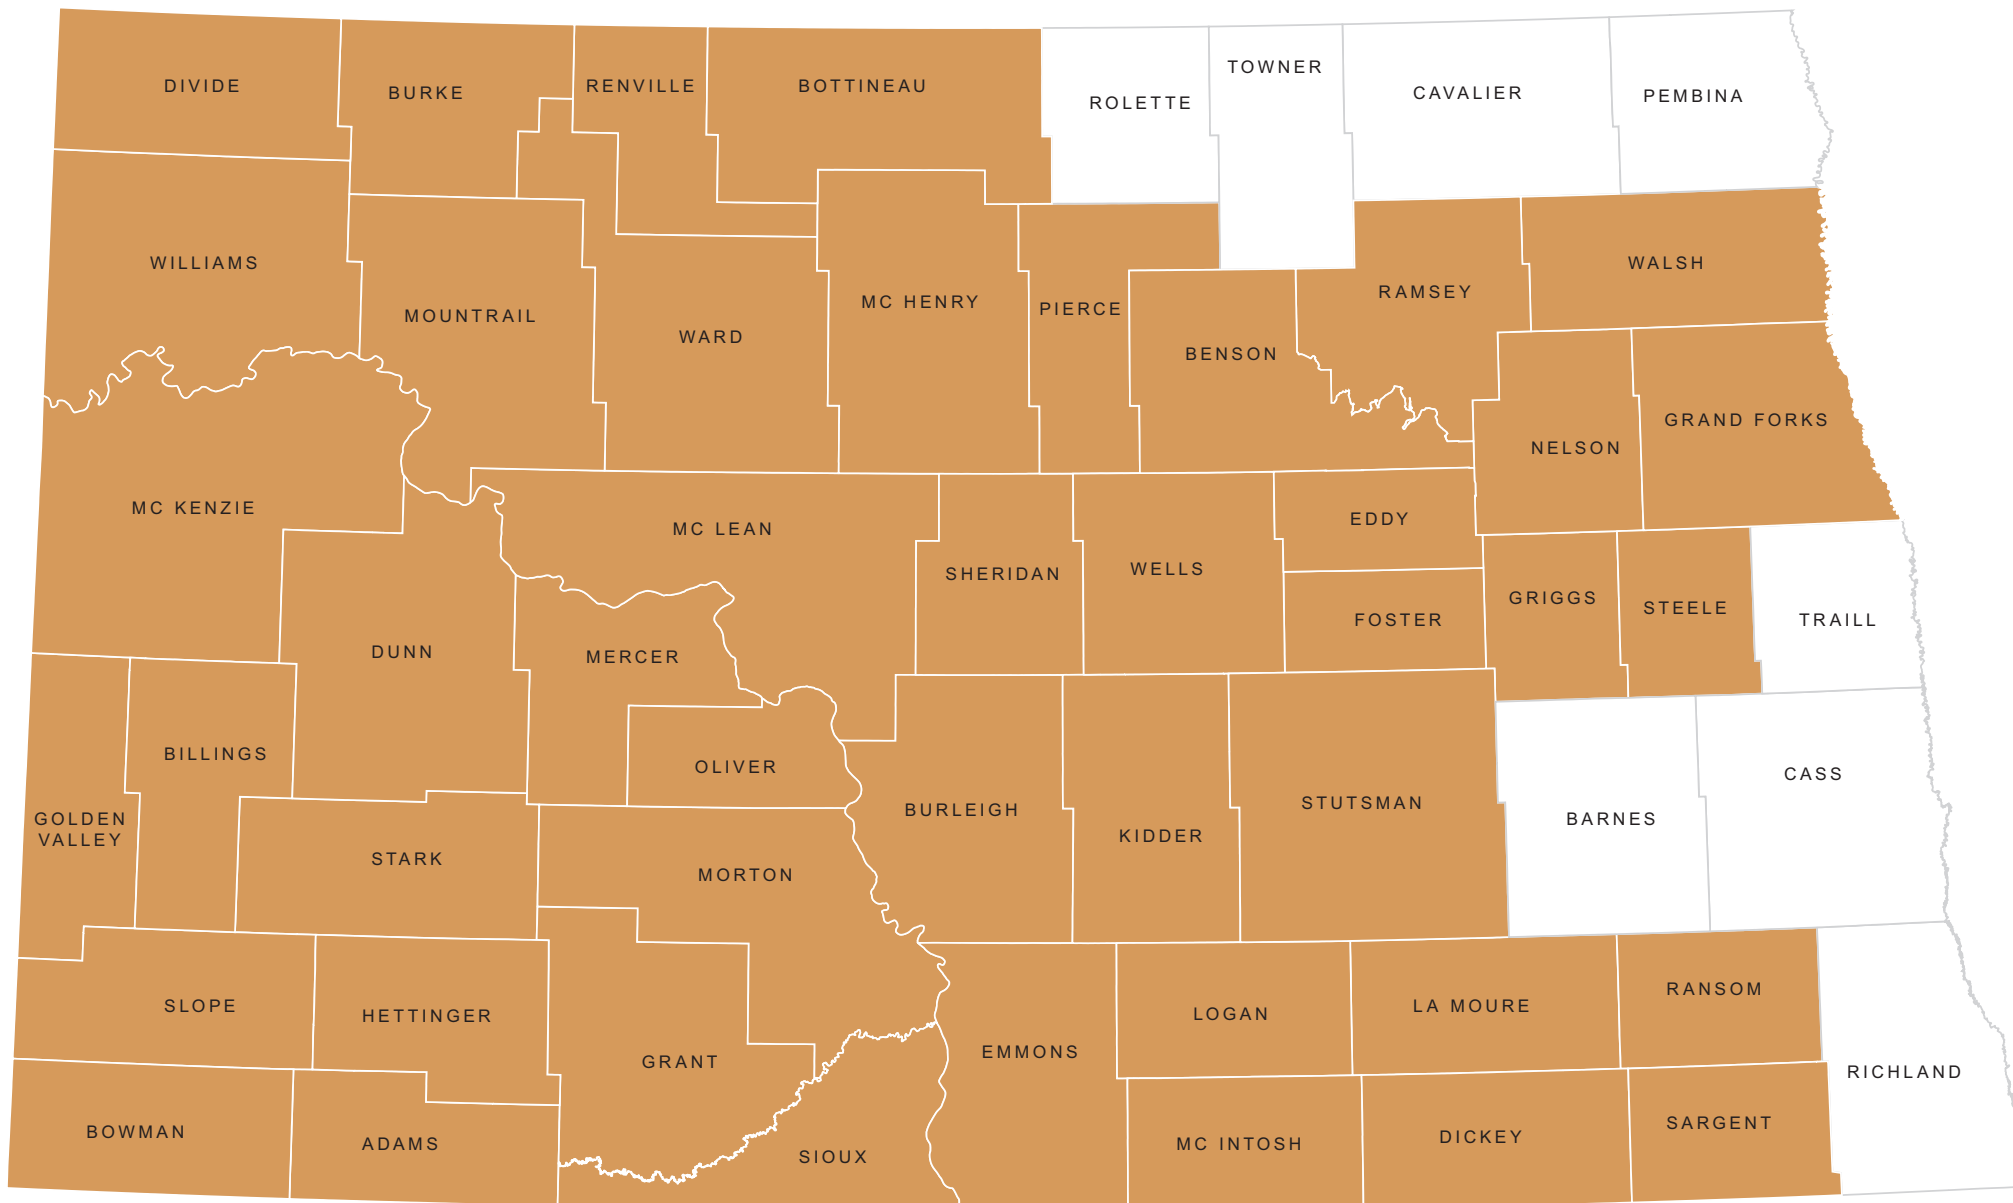 TOWNER
DIVIDE
BURKE
RENVILLE
BOTTINEAU
ROLETTE
CAVALIER
PEMBINA
WILLIAMS
MOUNTRAIL
WARD
MC HENRY
PIERCE
BENSON
RAMSEY
WALSH
MC KENZIE
MC LEAN
SHERIDAN
WELLS
EDDY
NELSON
GRAND FORKS
DUNN
MERCER
FOSTER
GRIGGS
STEELE
TRAILL
GOLDEN
VALLEY
BILLINGS
OLIVER
STARK
MORTON
BURLEIGH
KIDDER
STUTSMAN
BARNES
CASS
SLOPE
HETTINGER
GRANT
EMMONS
LOGAN
LA MOURE
RANSOM
RICHLAND
BOWMAN
ADAMS
SIOUX
MC INTOSH
DICKEY
SARGENT